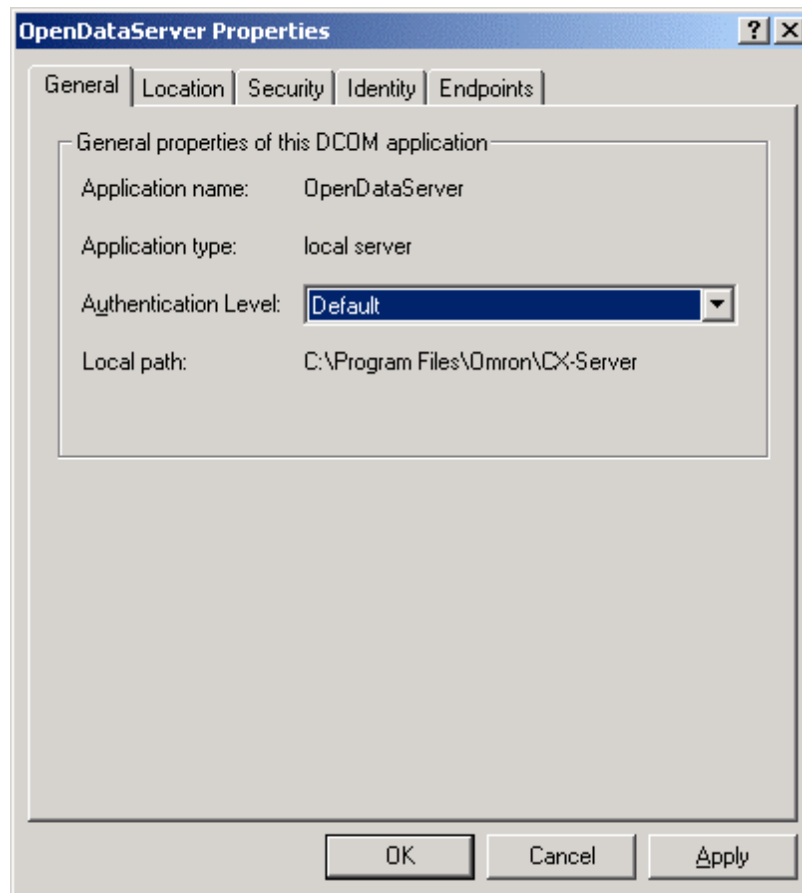 OpenDataServer Properties
? X
General Location Security Identity Endpoints
General properties of this DCOM application
Application name: OpenDataServer
Application type: local server
Authentication Level: Default
Local path: C:\Program Files\Omron\CX-Server
OK Cancel Apply